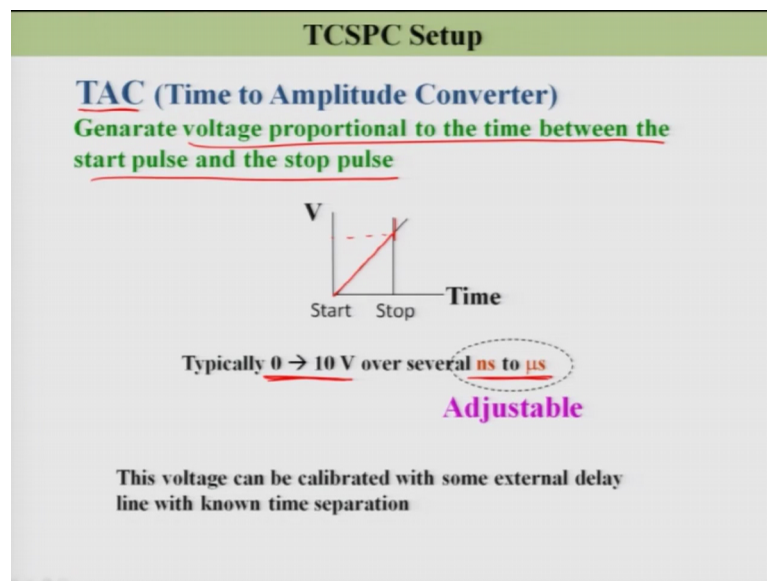 TCSPC Setup
TAC (Time to Amplitude Converter)
Genarate voltage proportional to the time between the
start pulse and the stop pulse
V
Time
Start Stop
Typically 0 → 10 V over several ns to μs
Adjustable
This voltage can be calibrated with some external delay
line with known time separation